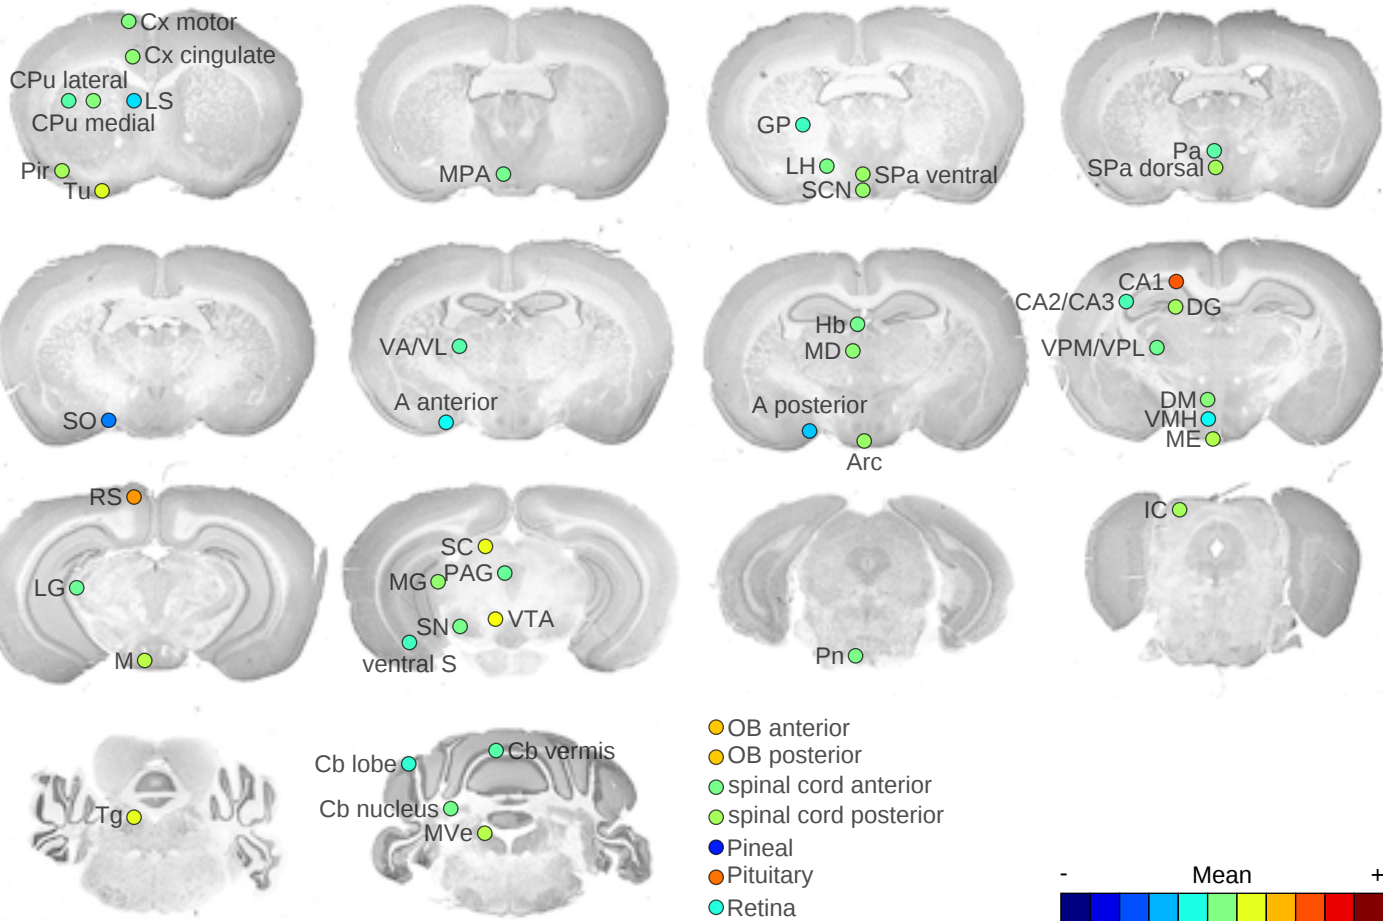 Cx motor
Cx cingulate
CPu lateral
LS
CPu medial
Pir
Tu
MPA
GP
LH
SPa ventral
SCN
Pa
SPa dorsal
SO
VA/VL
A anterior
Hb
MD
A posterior
Arc
CA1
CA2/CA3
DG
VPM/VPL
DM
VMH
ME
RS
LG
M
SC
PAG
MG
VTA
SN
ventral S
Pn
IC
Tg
Cb vermis
Cb lobe
Cb nucleus
MVe
OB anterior
OB posterior
spinal cord anterior
spinal cord posterior
Pineal
Pituitary
Retina
- Mean +